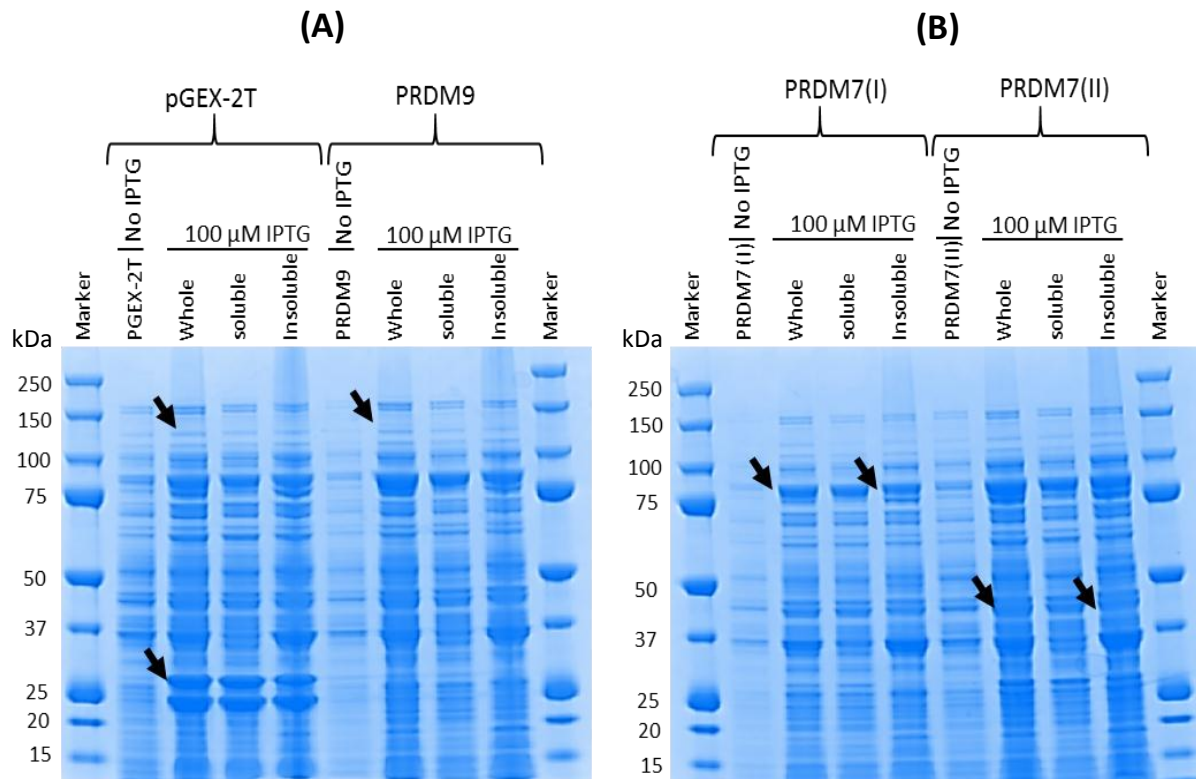 (A)
pGEX-2T
PRDM9
Marker
PGEX-2T
No IPTG
100 µM IPTG
Whole
soluble
Insoluble
PRDM9
No IPTG
100 µM IPTG
Whole
soluble
Insoluble
Marker
kDa
250
150
100
75
50
37
25
20
15
(B)
PRDM7(I)
PRDM7(II)
Marker
PRDM7 (I)
No IPTG
100 µM IPTG
Whole
soluble
Insoluble
PRDM7(II)
No IPTG
100 µM IPTG
Whole
soluble
Insoluble
Marker
kDa
250
150
100
75
50
37
25
20
15